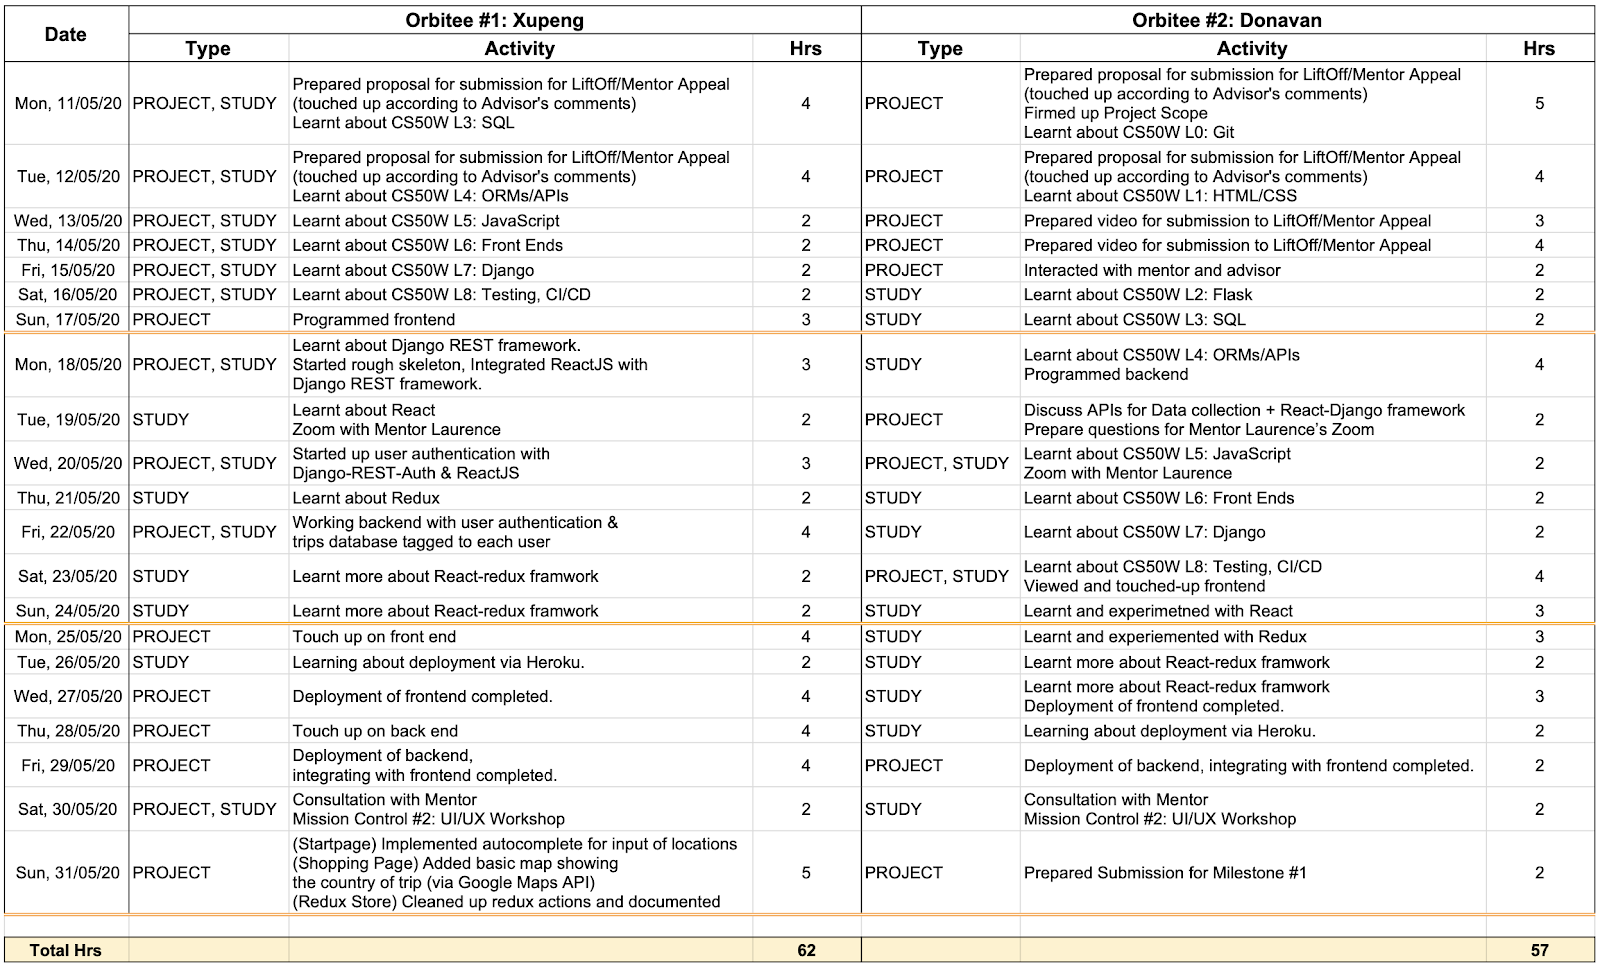 Date Orbitee #1: Xupeng Orbitee #2: Donavan
Type Activity Hrs Type Activity Hrs
Mon, 11/05/20 PROJECT, STUDY
Prepared proposal for submission for LiftOff/Mentor Appeal
(touched up according to Advisor's comments)
Learnt about CS50W L3: SQL
4
PROJECT
Prepared proposal for submission for LiftOff/Mentor Appeal
(touched up according to Advisor's comments)
Firmed up Project Scope
Learnt about CS50W L0: Git
5
Tue, 12/05/20 PROJECT, STUDY
Prepared proposal for submission for LiftOff/Mentor Appeal
(touched up according to Advisor's comments)
Learnt about CS50W L4: ORMs/APIs
4
PROJECT
Prepared proposal for submission for LiftOff/Mentor Appeal
(touched up according to Advisor's comments)
Learnt about CS50W L1: HTML/CSS
4
Wed, 13/05/20 PROJECT, STUDY Learnt about CS50W L5: JavaScript 2 PROJECT Prepared video for submission to LiftOff/Mentor Appeal 3
Thu, 14/05/20 PROJECT, STUDY Learnt about CS50W L6: Front Ends 2 PROJECT Prepared video for submission to LiftOff/Mentor Appeal 4
Fri, 15/05/20 PROJECT, STUDY Learnt about CS50W L7: Django 2 PROJECT Interacted with mentor and advisor 2
Sat, 16/05/20 PROJECT, STUDY Learnt about CS50W L8: Testing, CI/CD 2 STUDY Learnt about CS50W L2: Flask 2
Sun, 17/05/20 PROJECT Programmed frontend 3 STUDY Learnt about CS50W L3: SQL 2
Mon, 18/05/20 PROJECT, STUDY
Learnt about Django REST framework.
Started rough skeleton, Integrated ReactJS with
Django REST framework.
3
STUDY
Learnt about CS50W L4: ORMs/APIs
Programmed backend
4
Tue, 19/05/20 STUDY
Learnt about React
Zoom with Mentor Laurence
2
PROJECT
Discuss APIs for Data collection + React-Django framework
Prepare questions for Mentor Laurence's Zoom
2
Wed, 20/05/20 PROJECT, STUDY
Started up user authentication with
Django-REST-Auth & ReactJS
3
PROJECT, STUDY
Learnt about CS50W L5: JavaScript
Zoom with Mentor Laurence
2
Thu, 21/05/20 STUDY Learnt about Redux 2 STUDY Learnt about CS50W L6: Front Ends 2
Fri, 22/05/20 PROJECT, STUDY
Working backend with user authentication &
trips database tagged to each user
4
STUDY
Learnt about CS50W L7: Django
2
Sat, 23/05/20 STUDY
Learnt more about React-redux framwork
2
PROJECT, STUDY
Learnt about CS50W L8: Testing, CI/CD
Viewed and touched-up frontend
4
Sun, 24/05/20 STUDY Learnt more about React-redux framwork 2 STUDY Learnt and experimetned with React 3
Mon, 25/05/20 PROJECT Touch up on front end 4 STUDY Learnt and experiemented with Redux 3
Tue, 26/05/20 STUDY Learning about deployment via Heroku. 2 STUDY Learnt more about React-redux framwork 2
Wed, 27/05/20 PROJECT
Deployment of frontend completed.
4
STUDY
Learnt more about React-redux framwork
Deployment of frontend completed.
3
Thu, 28/05/20 PROJECT Touch up on back end 4 STUDY Learning about deployment via Heroku. 2
Fri, 29/05/20 PROJECT
Deployment of backend,
integrating with frontend completed.
4
PROJECT
Deployment of backend, integrating with frontend completed.
2
Sat, 30/05/20 PROJECT, STUDY
Consultation with Mentor
Mission Control #2: UI/UX Workshop
2
STUDY
Consultation with Mentor
Mission Control #2: UI/UX Workshop
2
Sun, 31/05/20 PROJECT
(Startpage) Implemented autocomplete for input of locations
(Shopping Page) Added basic map showing
the country of trip (via Google Maps API)
(Redux Store) Cleaned up redux actions and documented
5
PROJECT
Prepared Submission for Milestone #1
2
Total Hrs 62 57